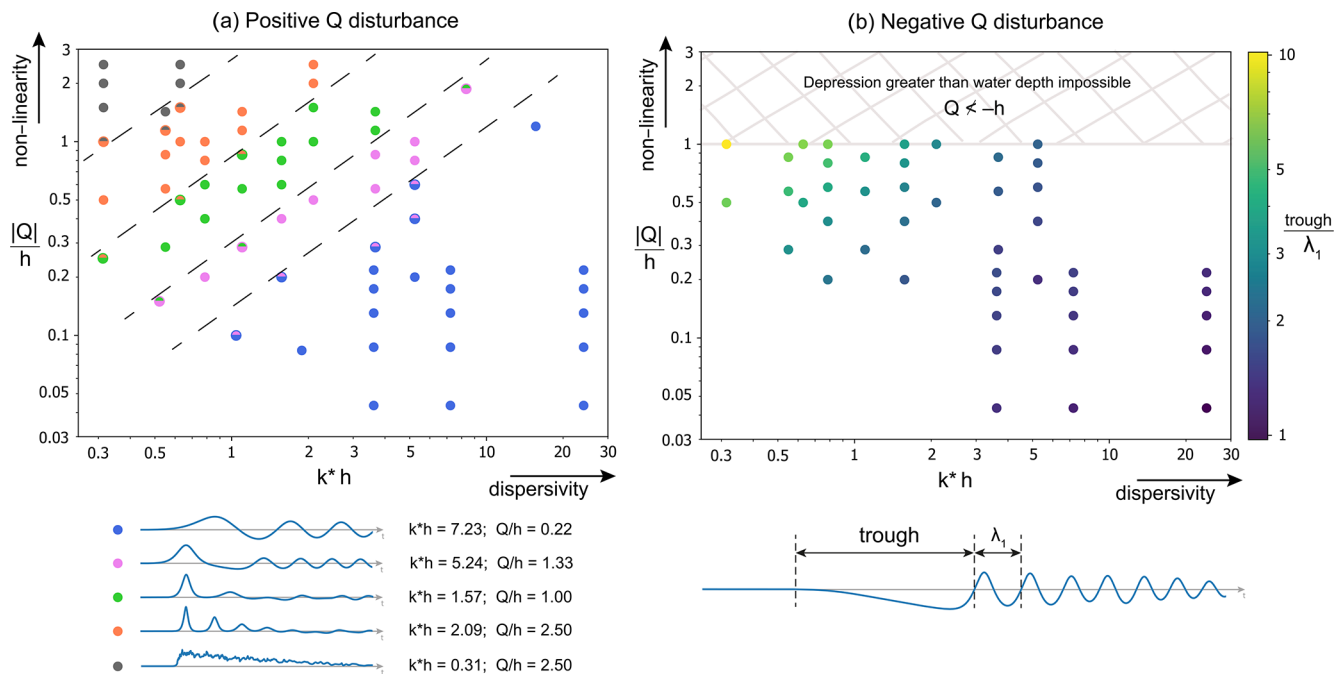 (a) Positive Q disturbance
non–linearity
|Q|
h
3
2
1
0.5
0.3
0.2
0.1
0.05
0.03
0.3
0.5
1
2
3
5
10
20
30
k* h
dispersivity
k*h = 7.23; Q/h = 0.22
k*h = 5.24; Q/h = 1.33
k*h = 1.57; Q/h = 1.00
k*h = 2.09; Q/h = 2.50
k*h = 0.31; Q/h = 2.50
t
t
t
t
t
(b) Negative Q disturbance
non–linearity
|Q|
h
3
2
1
0.5
0.3
0.2
0.1
0.05
0.03
Depression greater than water depth impossible
Q ≮ –h
0.3
0.5
1
2
3
5
10
20
30
k* h
dispersivity
10
5
3
2
1
trough
λ₁
trough
λ₁
t